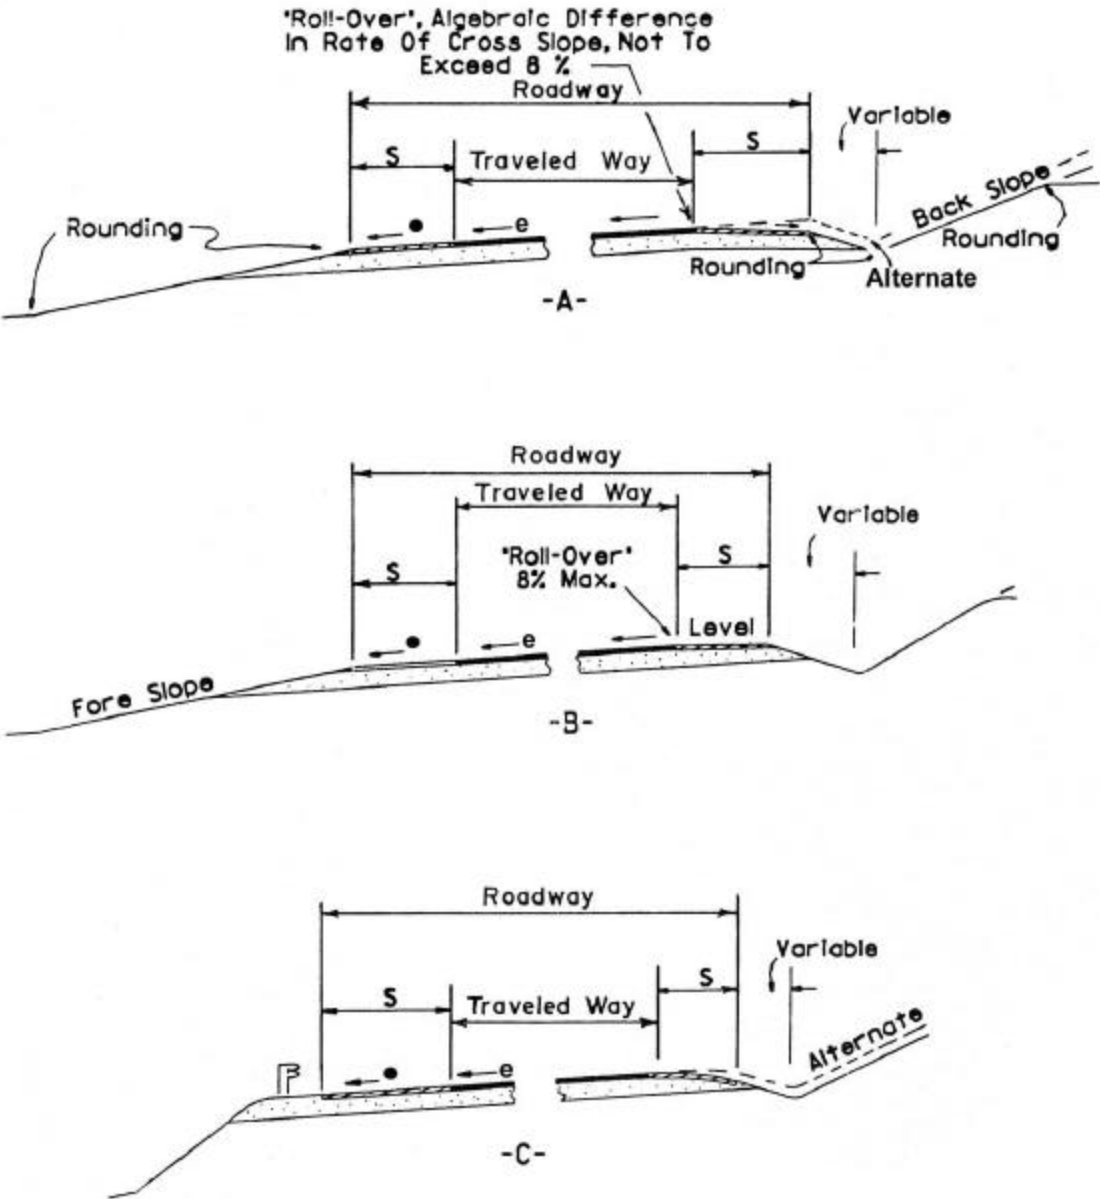 "Roll-Over", Algebraic Difference
In Rate Of Cross Slope, Not To
Exceed 8 %
Roadway
Variable
S
S
Traveled Way
Back Slope
Rounding
e
Rounding
Rounding
Alternate
-A-
Roadway
Traveled Way
Variable
"Roll-Over"
8% Max.
S
S
Level
e
Fore Slope
-B-
Roadway
Variable
S
S
Traveled Way
Alternate
e
-C-